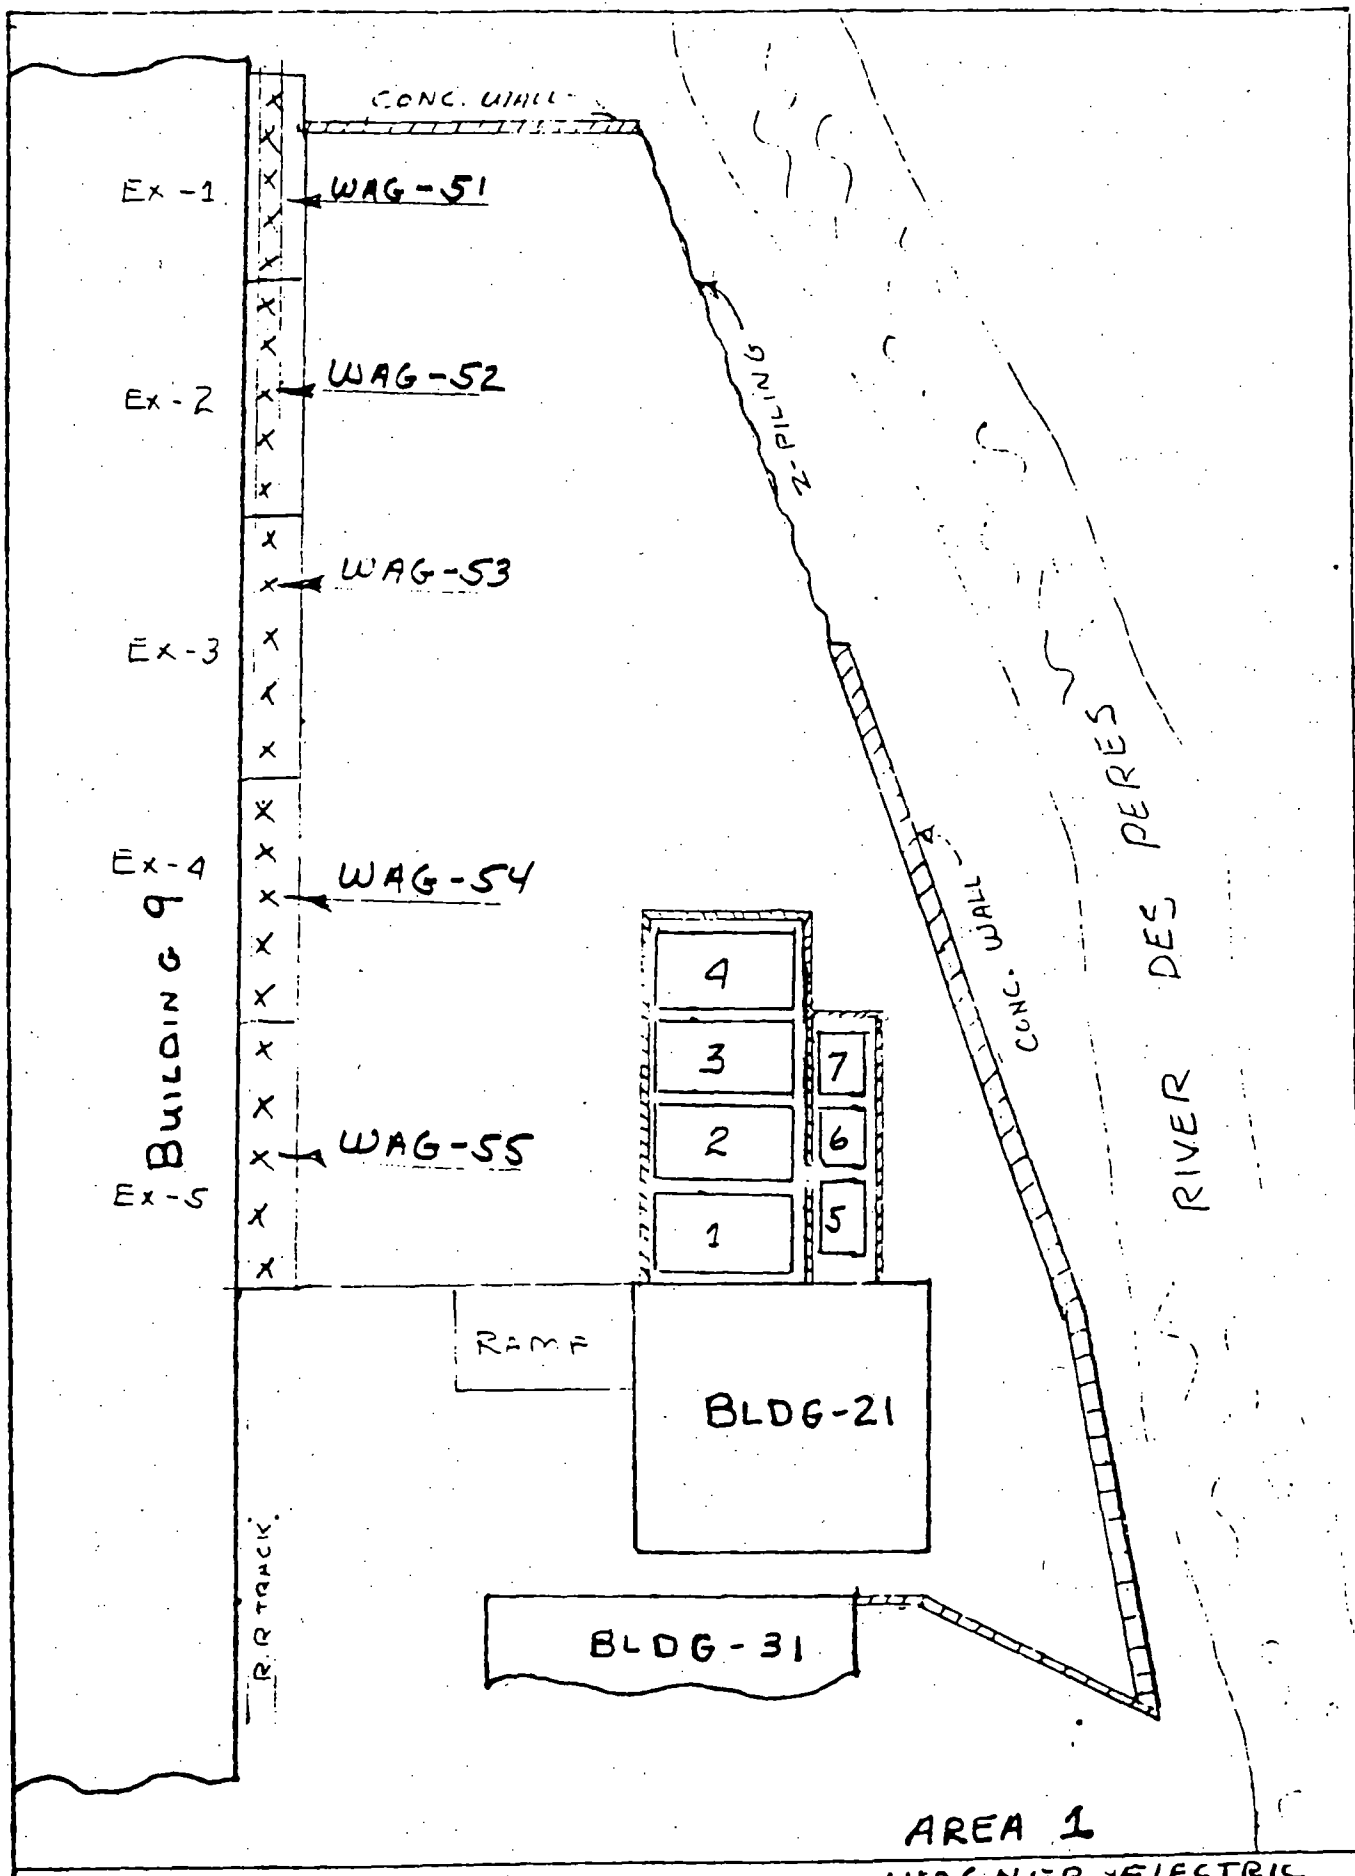 CONC. WALL
Ex-1
WAG-51
Ex-2
WAG-52
Z-PILING
WAG-53
Ex-3
Ex-4
WAG-54
BUILDING 9
WAG-55
Ex-5
4
3
2
1
7
6
5
CONC. WALL
RIVER DES PERES
RAMP
BLDG-21
R.R TRACK.
BLDG-31
AREA 1
WAGNER ELECTRIC